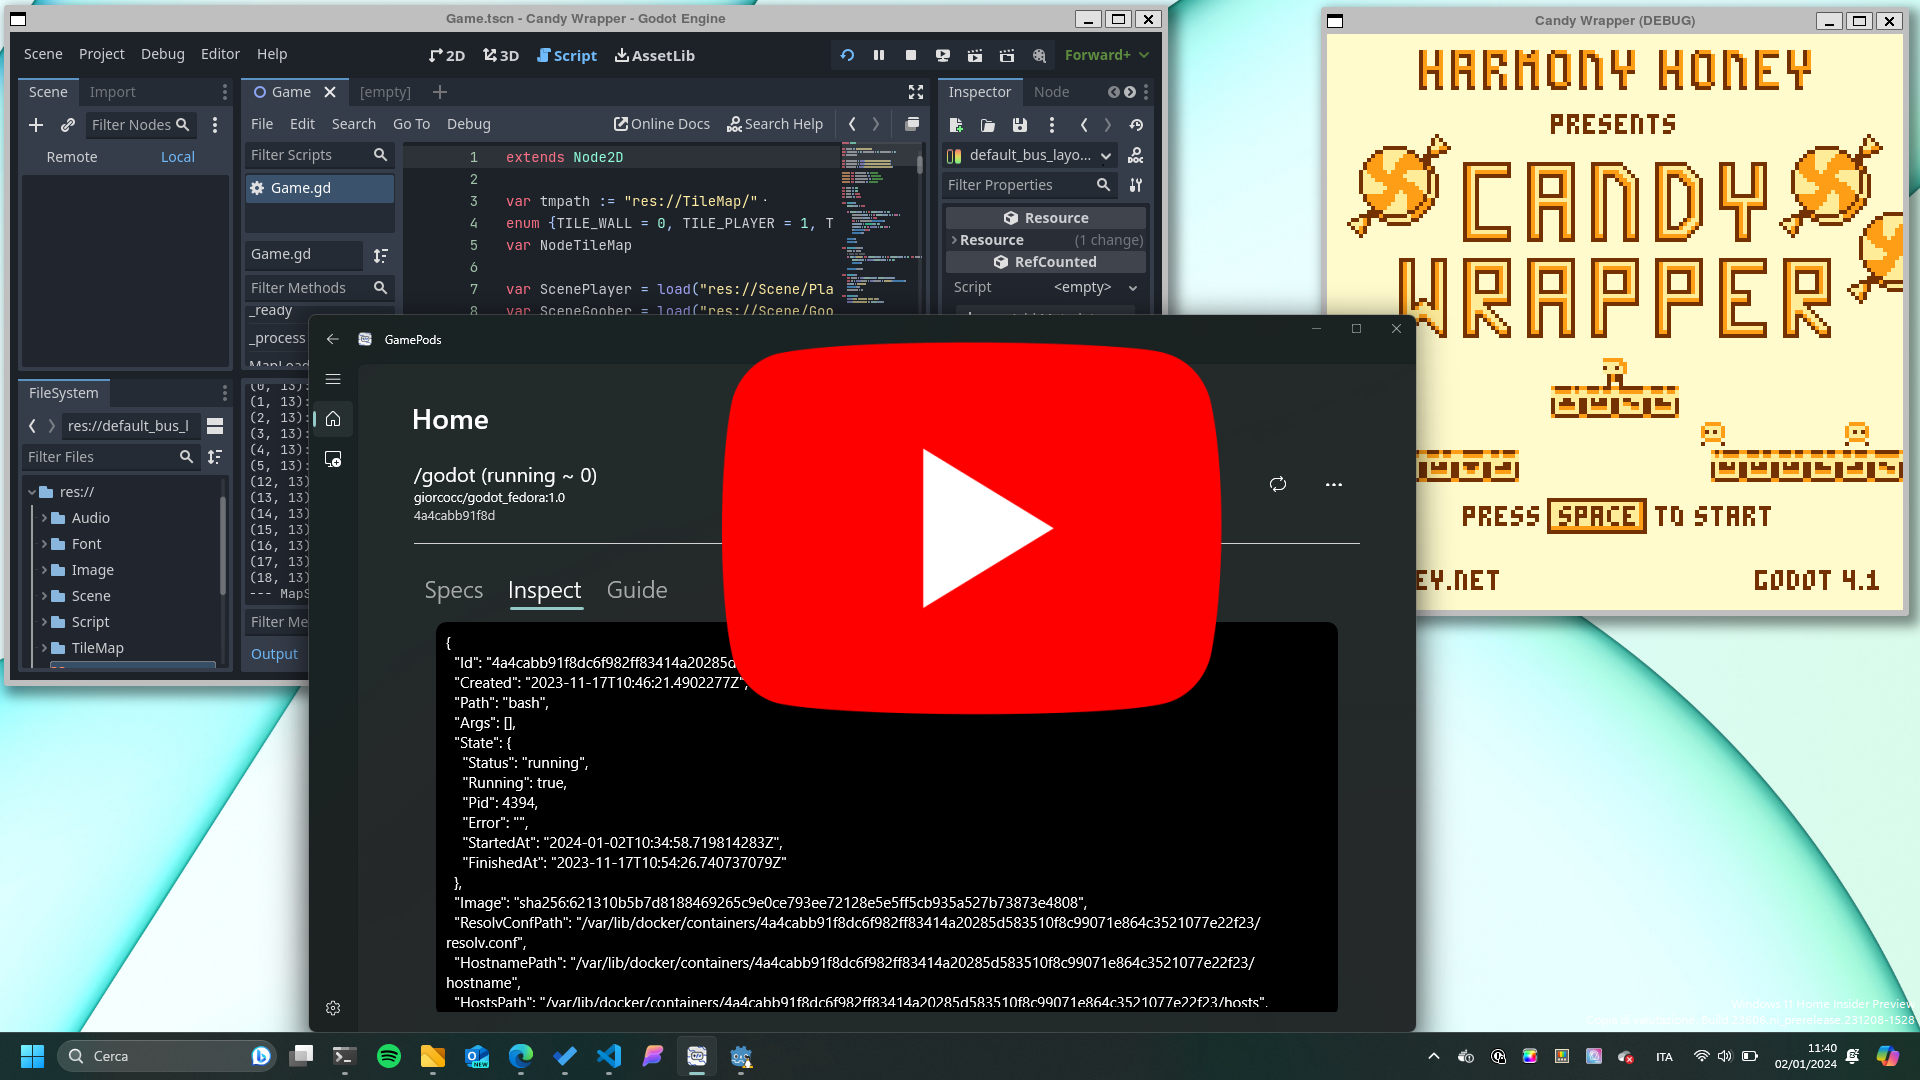 Game.tscn - Candy Wrapper - Godot Engine
Scene Project Debug Editor Help
2D 3D Script AssetLib
Forward+
Scene Import
Filter Nodes
Remote Local
Game [empty]
File Edit Search Go To Debug
Online Docs Search Help
Filter Scripts
Game.gd
Game.gd
Filter Methods
_ready
_process
1 extends Node2D
2
3 var tmpath := "res://TileMap/"
4 enum {TILE_WALL = 0, TILE_PLAYER = 1, T
5 var NodeTileMap
6
7 var ScenePlayer = load("res://Scene/Pla
8 var SceneGoober = load("res://Scene/Goo
Inspector Node
default_bus_layo...
Filter Properties
Resource
Resource (1 change)
RefCounted
Script <empty>
FileSystem
res://default_bus_l
Filter Files
res://
Audio
Font
Image
Scene
Script
TileMap
(0, 13):
(1, 13):
(2, 13):
(3, 13):
(4, 13):
(5, 13):
(12, 13)
(13, 13)
(14, 13)
(15, 13)
(16, 13)
(17, 13)
(18, 13)
--- MapS
Filter Me
Output
Candy Wrapper (DEBUG)
HARMONY HONEY
PRESENTS
CANDY
WRAPPER
PRESS SPACE TO START
EY.NET
GODOT 4.1
GamePods
Home
/godot (running ~ 0)
giorcocc/godot_fedora:1.0
4a4cabb91f8d
Specs Inspect Guide
{
"Id": "4a4cabb91f8dc6f982ff83414a20285d
"Created": "2023-11-17T10:46:21.4902277Z",
"Path": "bash",
"Args": [],
"State": {
"Status": "running",
"Running": true,
"Pid": 4394,
"Error": "",
"StartedAt": "2024-01-02T10:34:58.719814283Z",
"FinishedAt": "2023-11-17T10:54:26.740737079Z"
},
"Image": "sha256:621310b5b7d8188469265c9e0ce793ee72128e5e5ff5cb935a527b73873e4808",
"ResolvConfPath": "/var/lib/docker/containers/4a4cabb91f8dc6f982ff83414a20285d583510f8c99071e864c3521077e22f23/
resolv.conf",
"HostnamePath": "/var/lib/docker/containers/4a4cabb91f8dc6f982ff83414a20285d583510f8c99071e864c3521077e22f23/
hostname",
"HostsPath": "/var/lib/docker/containers/4a4cabb91f8dc6f982ff83414a20285d583510f8c99071e864c3521077e22f23/hosts",
Windows 11 Home Insider Preview
Cerca
ITA
11:40
02/01/2024